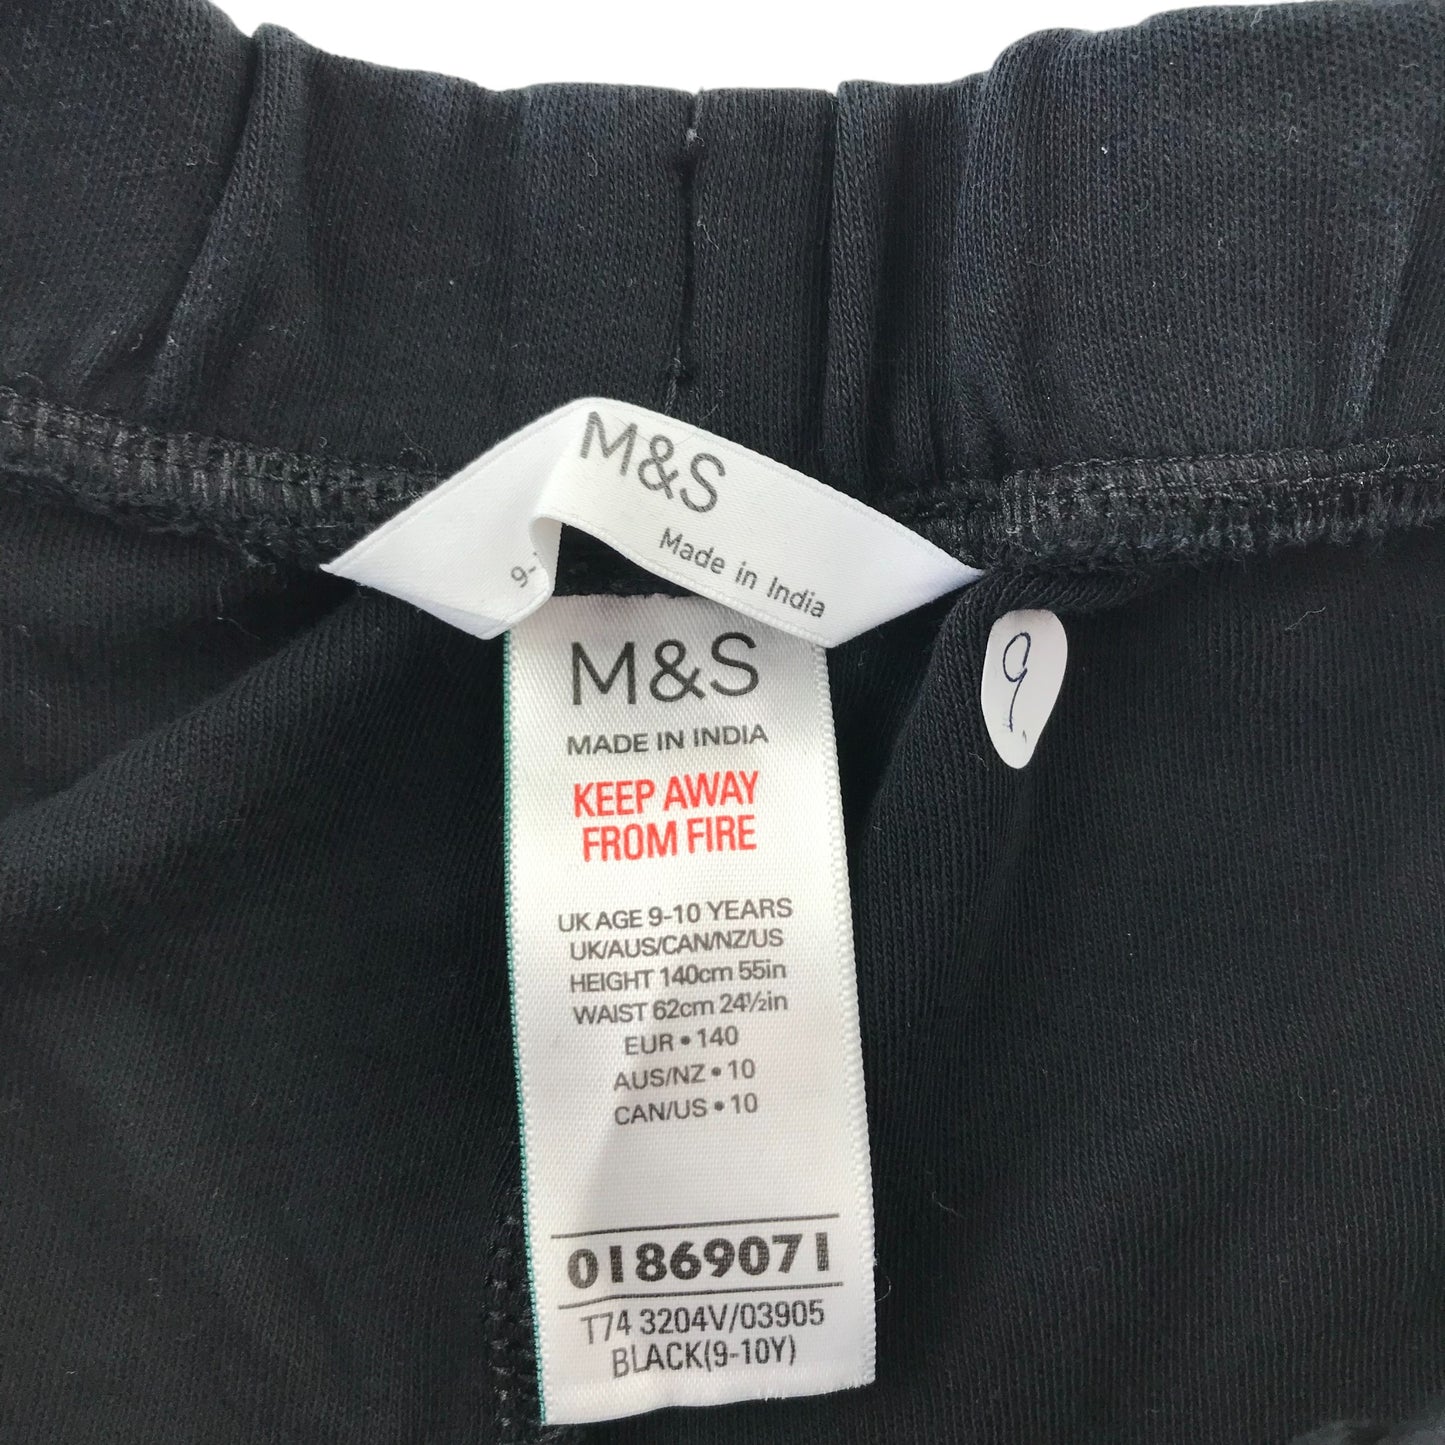 M&S
Made in India
9-
M&S
MADE IN INDIA
KEEP AWAY
FROM FIRE
UK AGE 9-10 YEARS
UK/AUS/CAN/NZ/US
HEIGHT 140cm 55in
WAIST 62cm 24½in
EUR • 140
AUS/NZ • 10
CAN/US • 10
01869071
T74 3204V/03905
BLACK(9-10Y)
9.